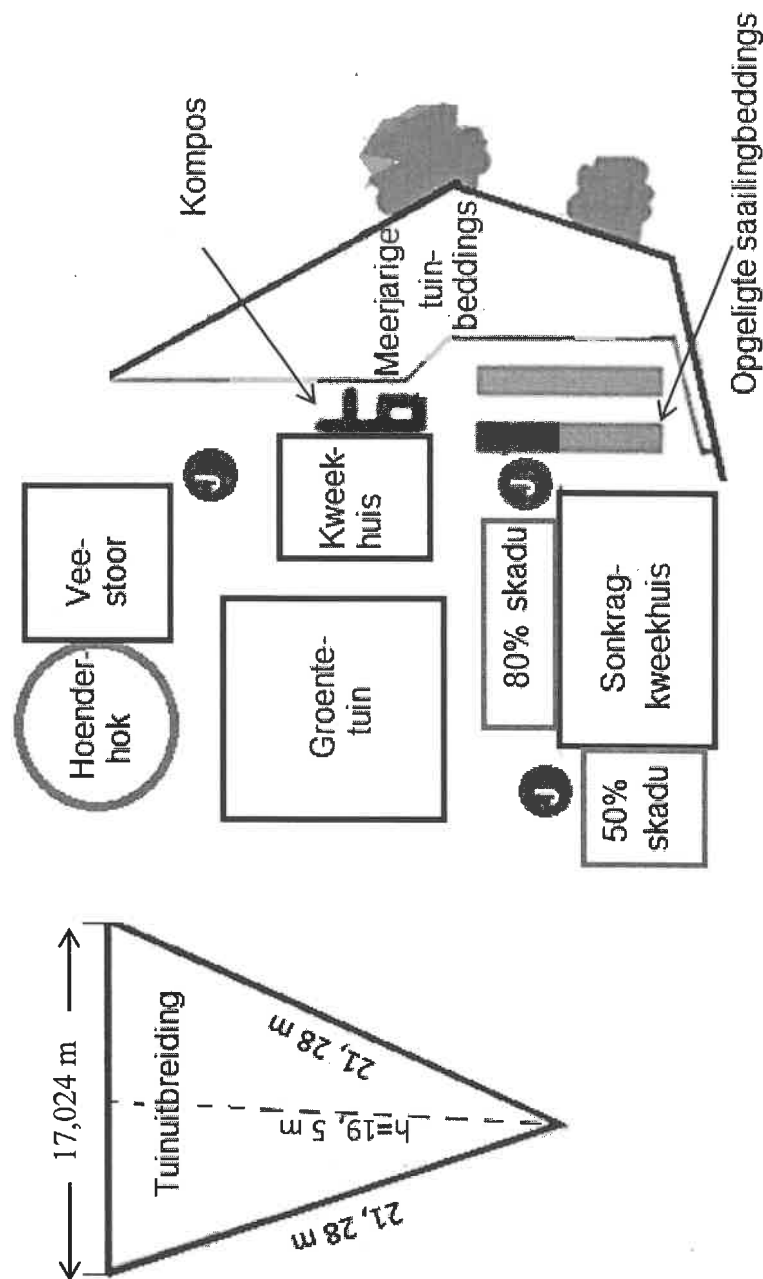 17,024 m
Tuinuitbreiding
21, 28 m
h=19, 5 m
21, 28 m
Hoender-
hok
Vee-
stoor
J
Kompos
Groente-
tuin
Kweek-
huis
Meerjarige
tuin-
beddings
J
80% skadu
J
50%
skadu
Sonkrag-
kweekhuis
Opgeligte saailingbeddings